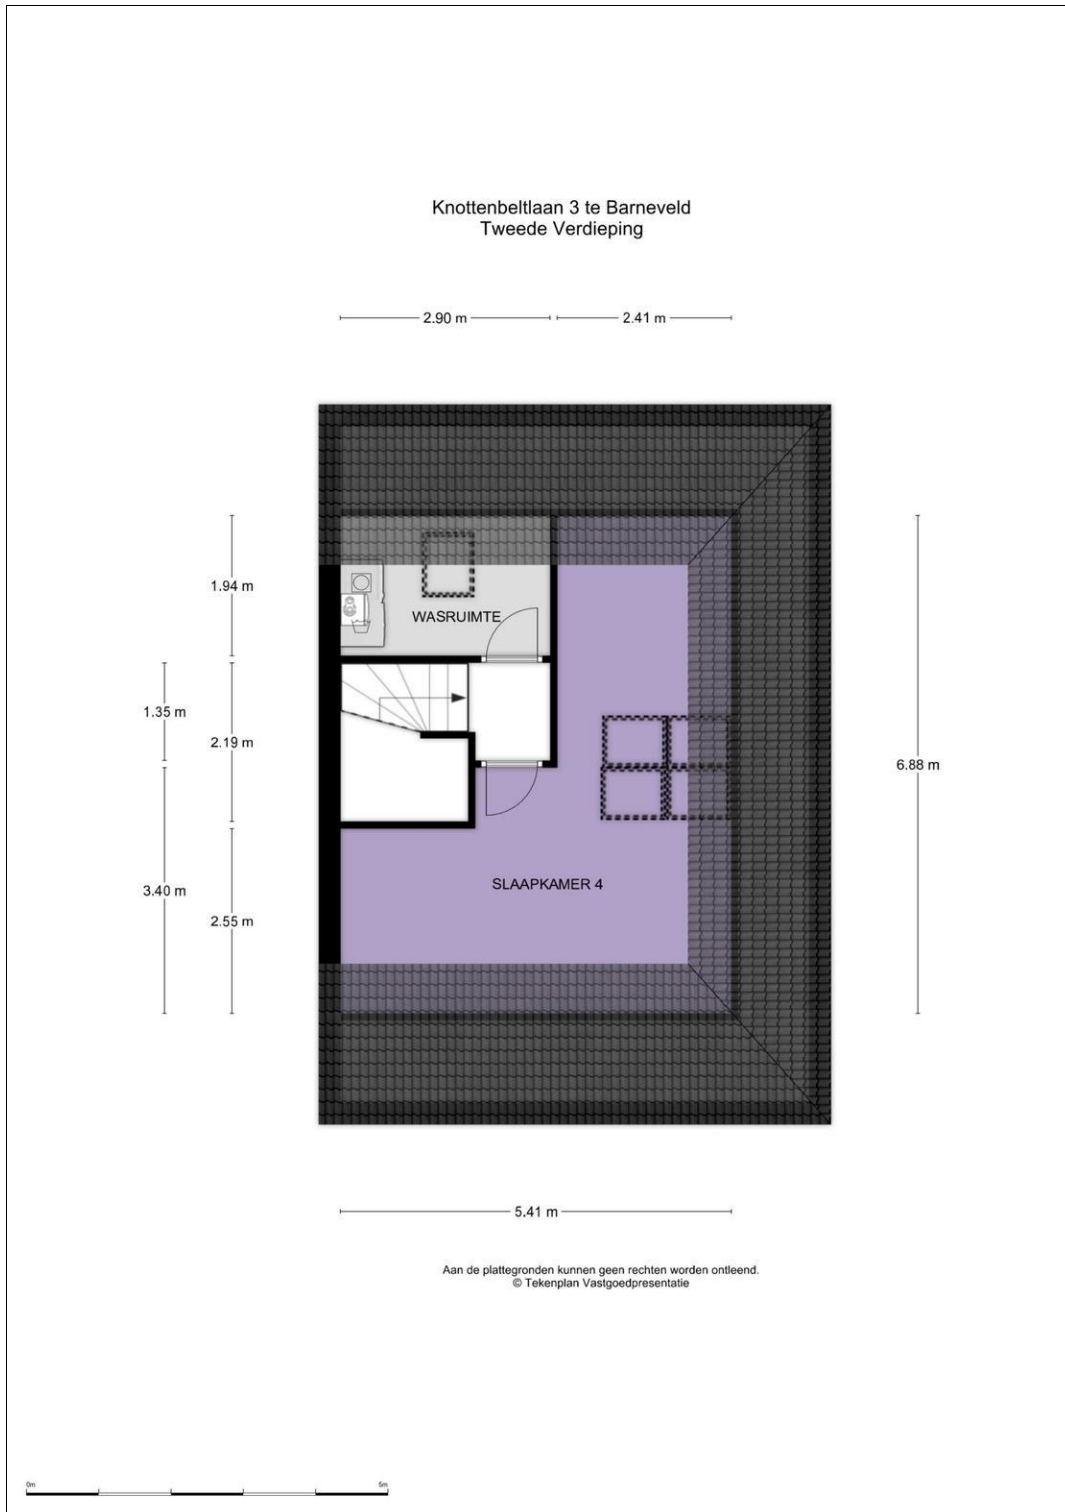 Knottenbeltlaan 3 te Barneveld
Tweede Verdieping
2.90 m
2.41 m
1.94 m
WASRUIMTE
1.35 m
2.19 m
6.88 m
3.40 m
SLAAPKAMER 4
2.55 m
5.41 m
Aan de plattegronden kunnen geen rechten worden ontleend.
© Tekenplan Vastgoedpresentatie
0m
5m